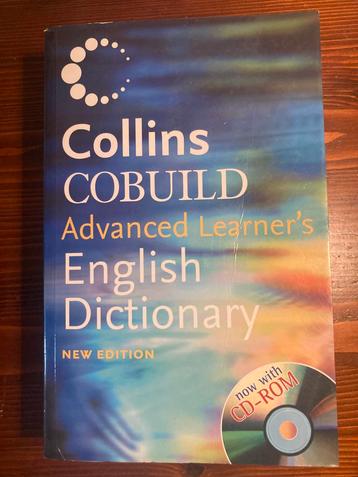 Collins
COBUILD
Advanced Learner's
English
Dictionary
NEW EDITION
now with
CD-ROM